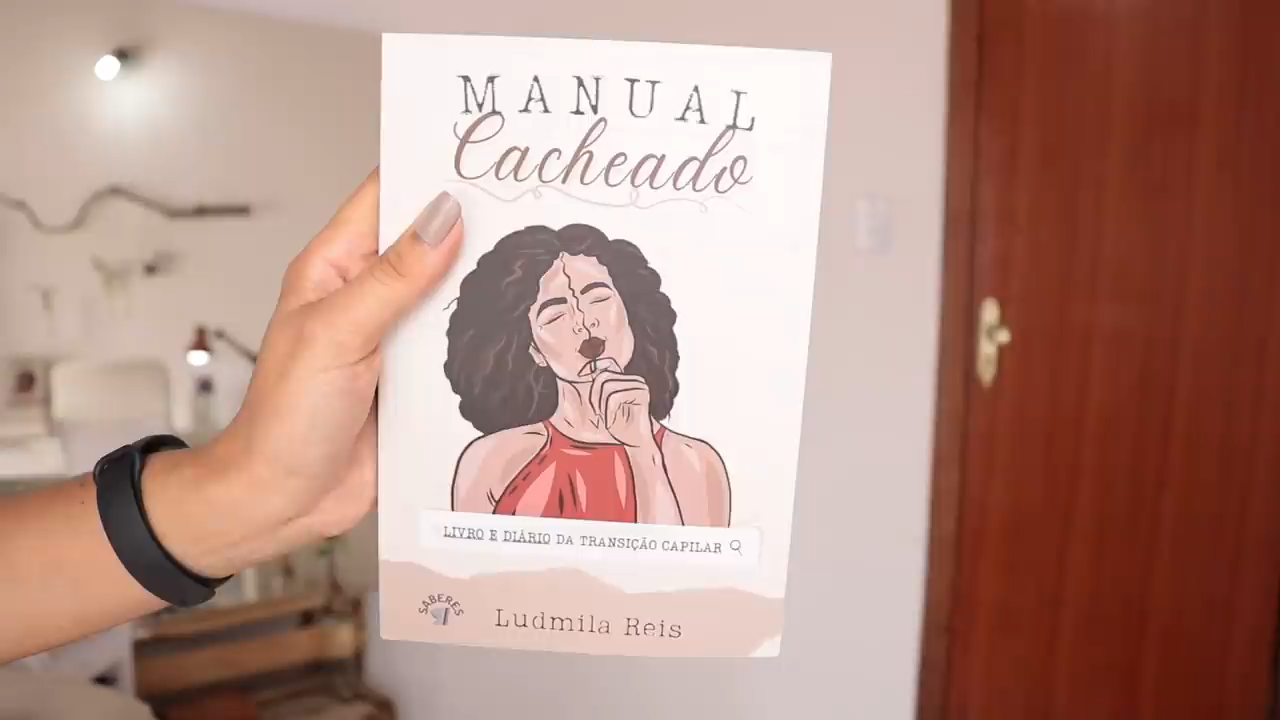 MANUAL
Cacheado
LIVRO E DIÁRIO DA TRANSIÇÃO CAPILAR
SABERES
Ludmila Reis